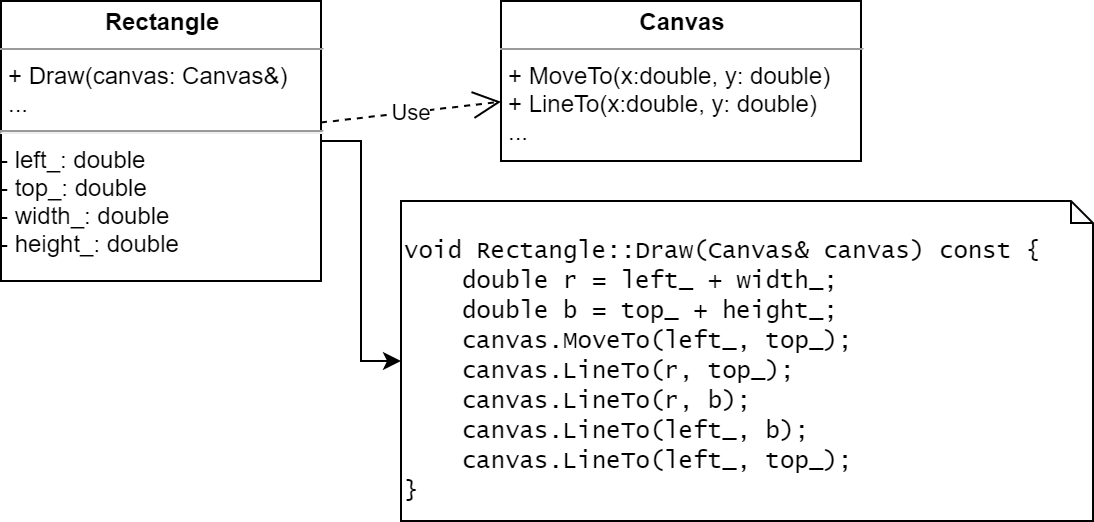 Rectangle
+ Draw(canvas: Canvas&)
...
- left_: double
- top_: double
- width_: double
- height_: double
Use
Canvas
+ MoveTo(x:double, y: double)
+ LineTo(x:double, y: double)
...
void Rectangle::Draw(Canvas& canvas) const {
    double r = left_ + width_;
    double b = top_ + height_;
    canvas.MoveTo(left_, top_);
    canvas.LineTo(r, top_);
    canvas.LineTo(r, b);
    canvas.LineTo(left_, b);
    canvas.LineTo(left_, top_);
}